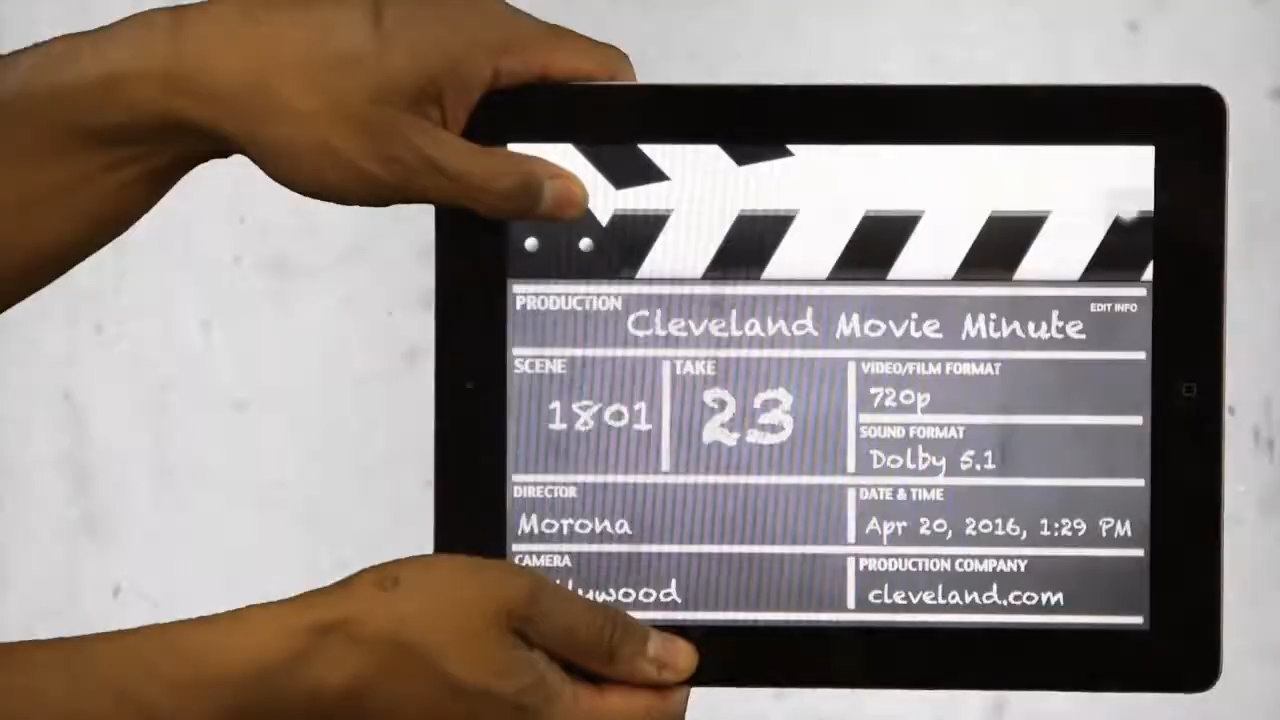 PRODUCTION
EDIT INFO
Cleveland Movie Minute
SCENE
1801
TAKE
23
VIDEO/FILM FORMAT
720p
SOUND FORMAT
Dolby 5.1
DIRECTOR
Morona
DATE & TIME
Apr 20, 2016, 1:29 PM
CAMERA
PRODUCTION COMPANY
cleveland.com